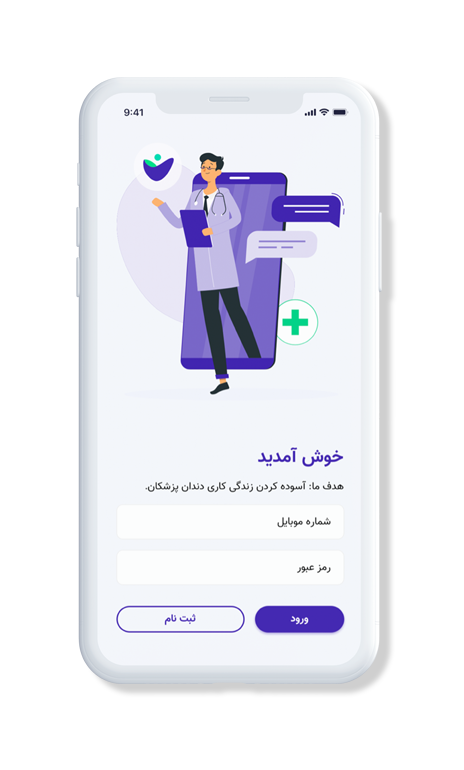 9:41
خوش آمدید
هدف ما: آسوده کردن زندگی کاری دندان پزشکان.
شماره موبایل
رمز عبور
ورود
ثبت نام